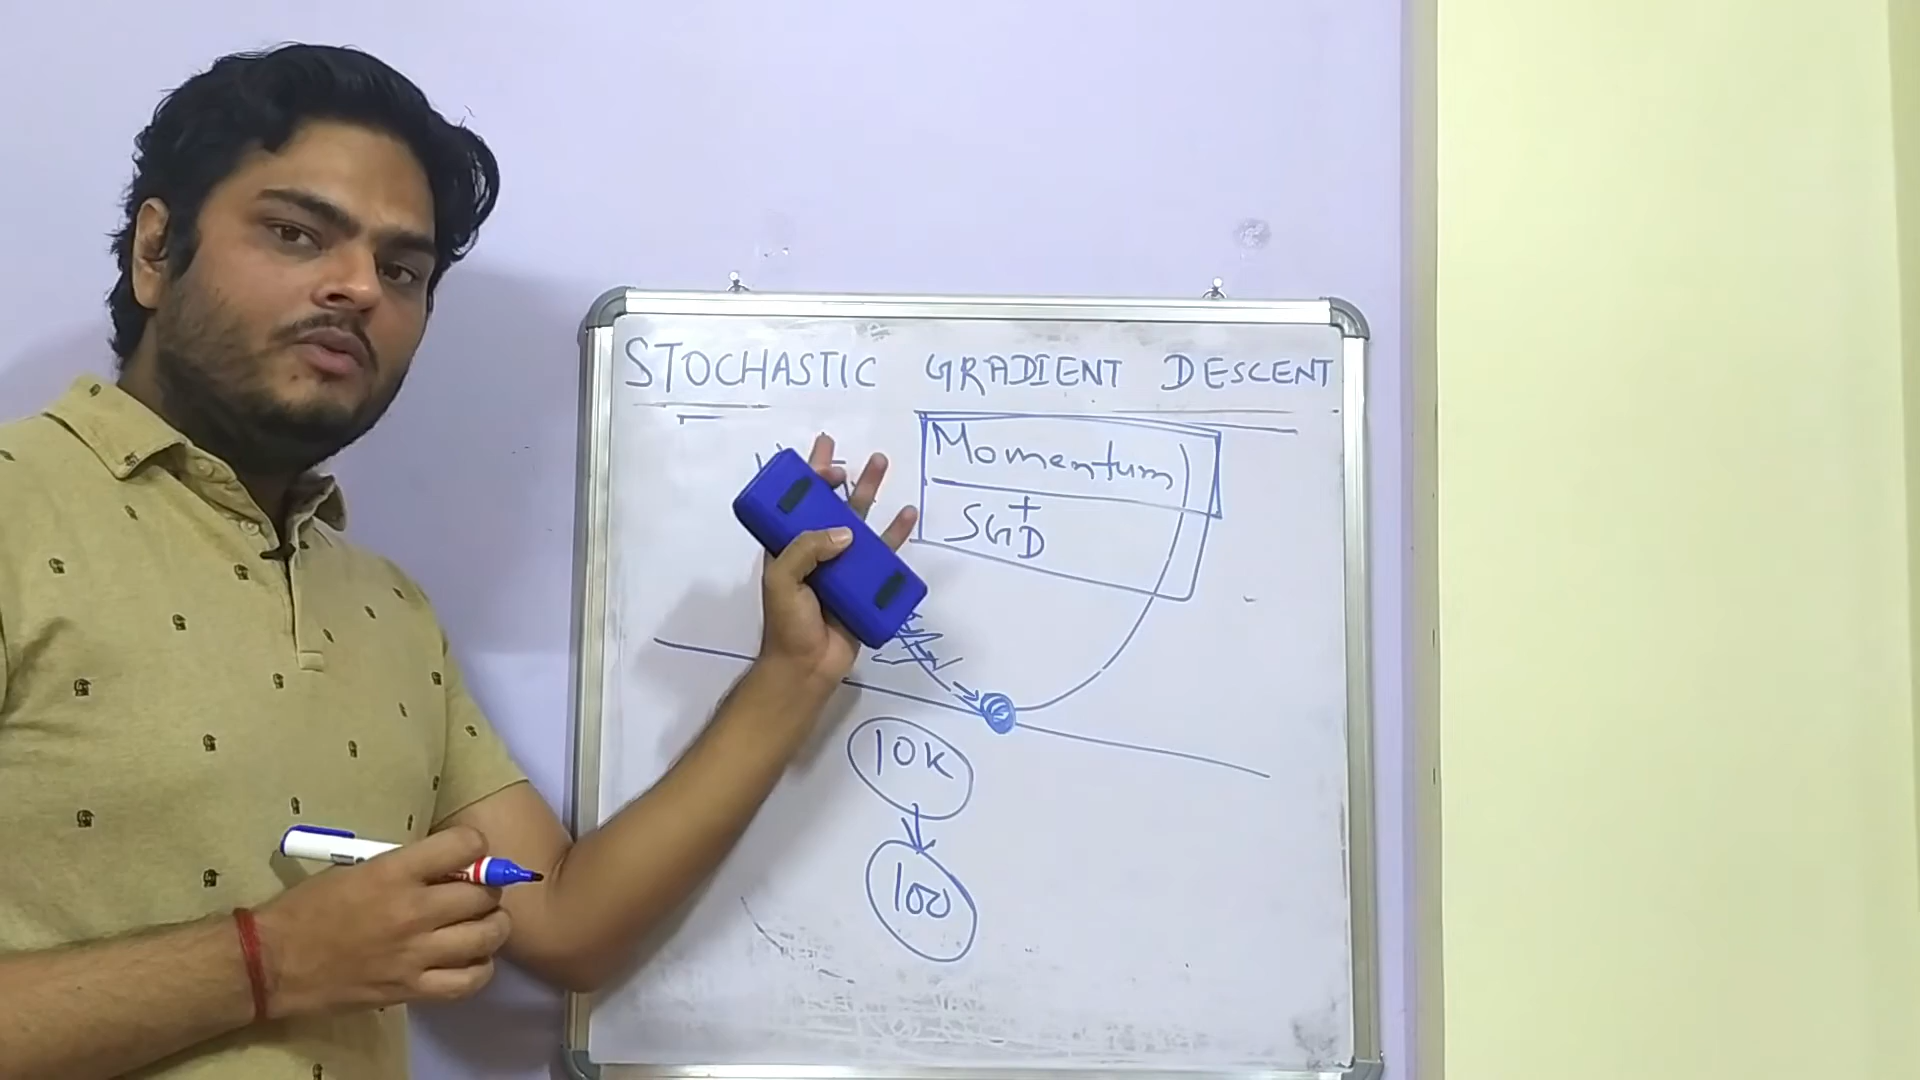 STOCHASTIC GRADIENT DESCENT
Momentum
+
SGD
10K
100